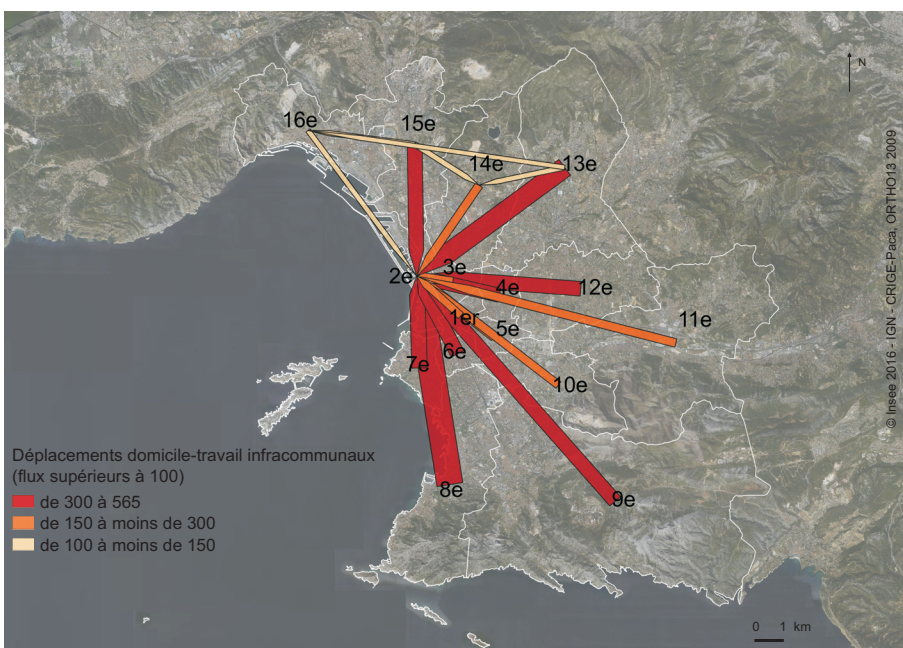 N
16e
15e
14e
13e
2e
3e
4e
12e
1er
5e
11e
7e
6e
10e
8e
9e
© Insee 2016 - IGN - CRIGE-Paca, ORTHO13 2009
Déplacements domicile-travail infracommunaux
(flux supérieurs à 100)
de 300 à 565
de 150 à moins de 300
de 100 à moins de 150
0 1 km